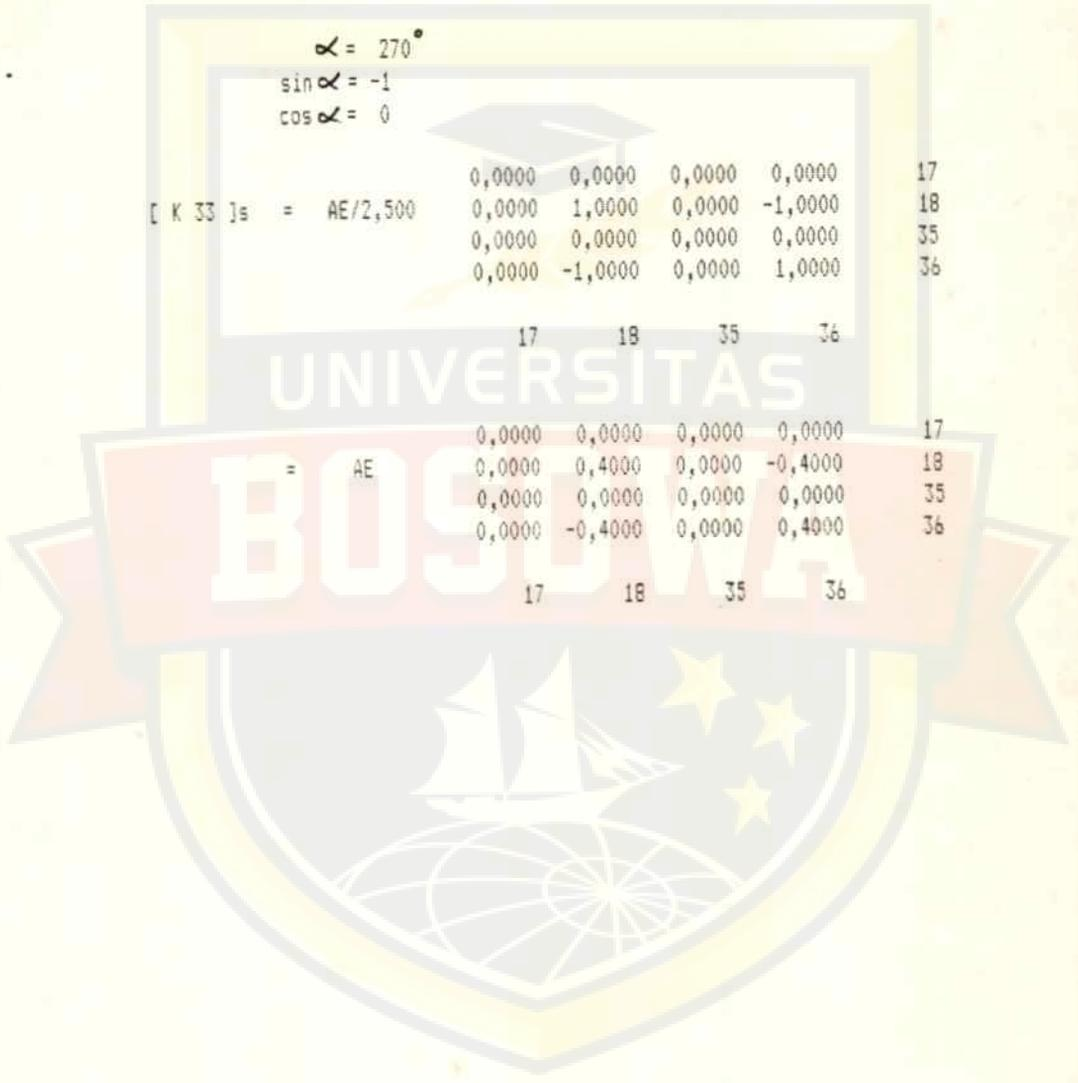 ∝ = 270°
sin ∝ = -1
cos ∝ = 0
0,0000 0,0000 0,0000 0,0000 17
[ K 33 ]s = AE/2,500 0,0000 1,0000 0,0000 -1,0000 18
0,0000 0,0000 0,0000 0,0000 35
0,0000 -1,0000 0,0000 1,0000 36
17 18 35 36
UNIVERSITAS
0,0000 0,0000 0,0000 0,0000 17
= AE 0,0000 0,4000 0,0000 -0,4000 18
0,0000 0,0000 0,0000 0,0000 35
0,0000 -0,4000 0,0000 0,4000 36
BOSOWA
17 18 35 36